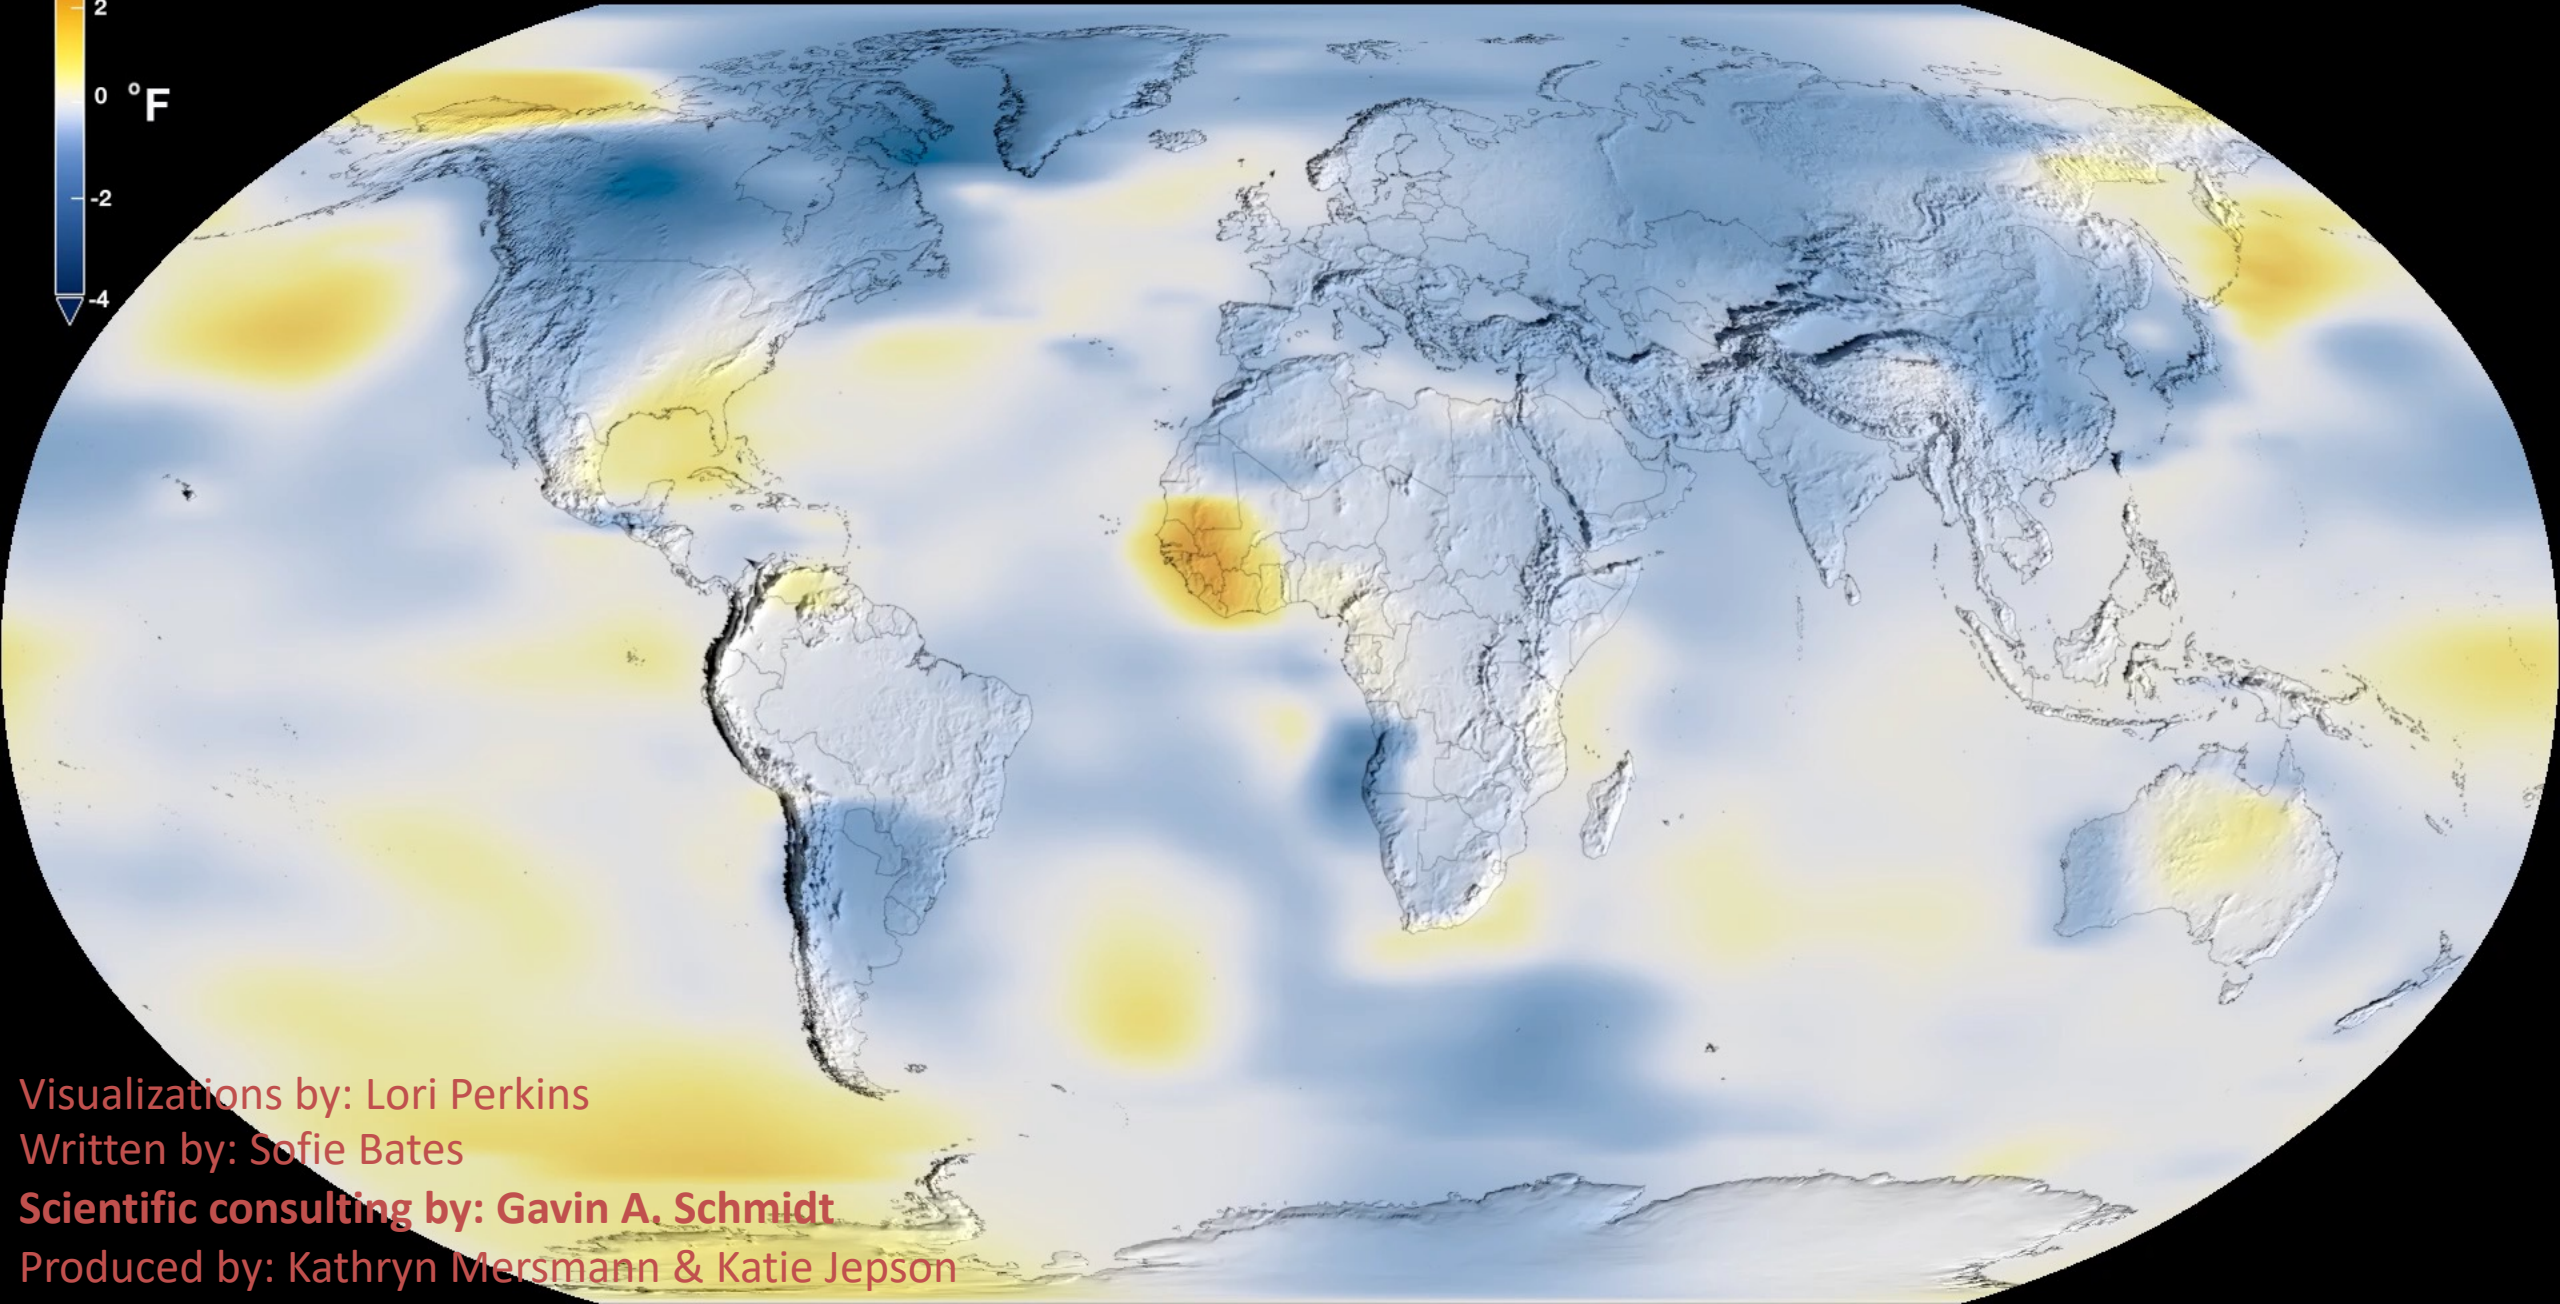 2
0 °F
-2
-4
Visualizations by: Lori Perkins
Written by: Sofie Bates
Scientific consulting by: Gavin A. Schmidt
Produced by: Kathryn Mersmann & Katie Jepson